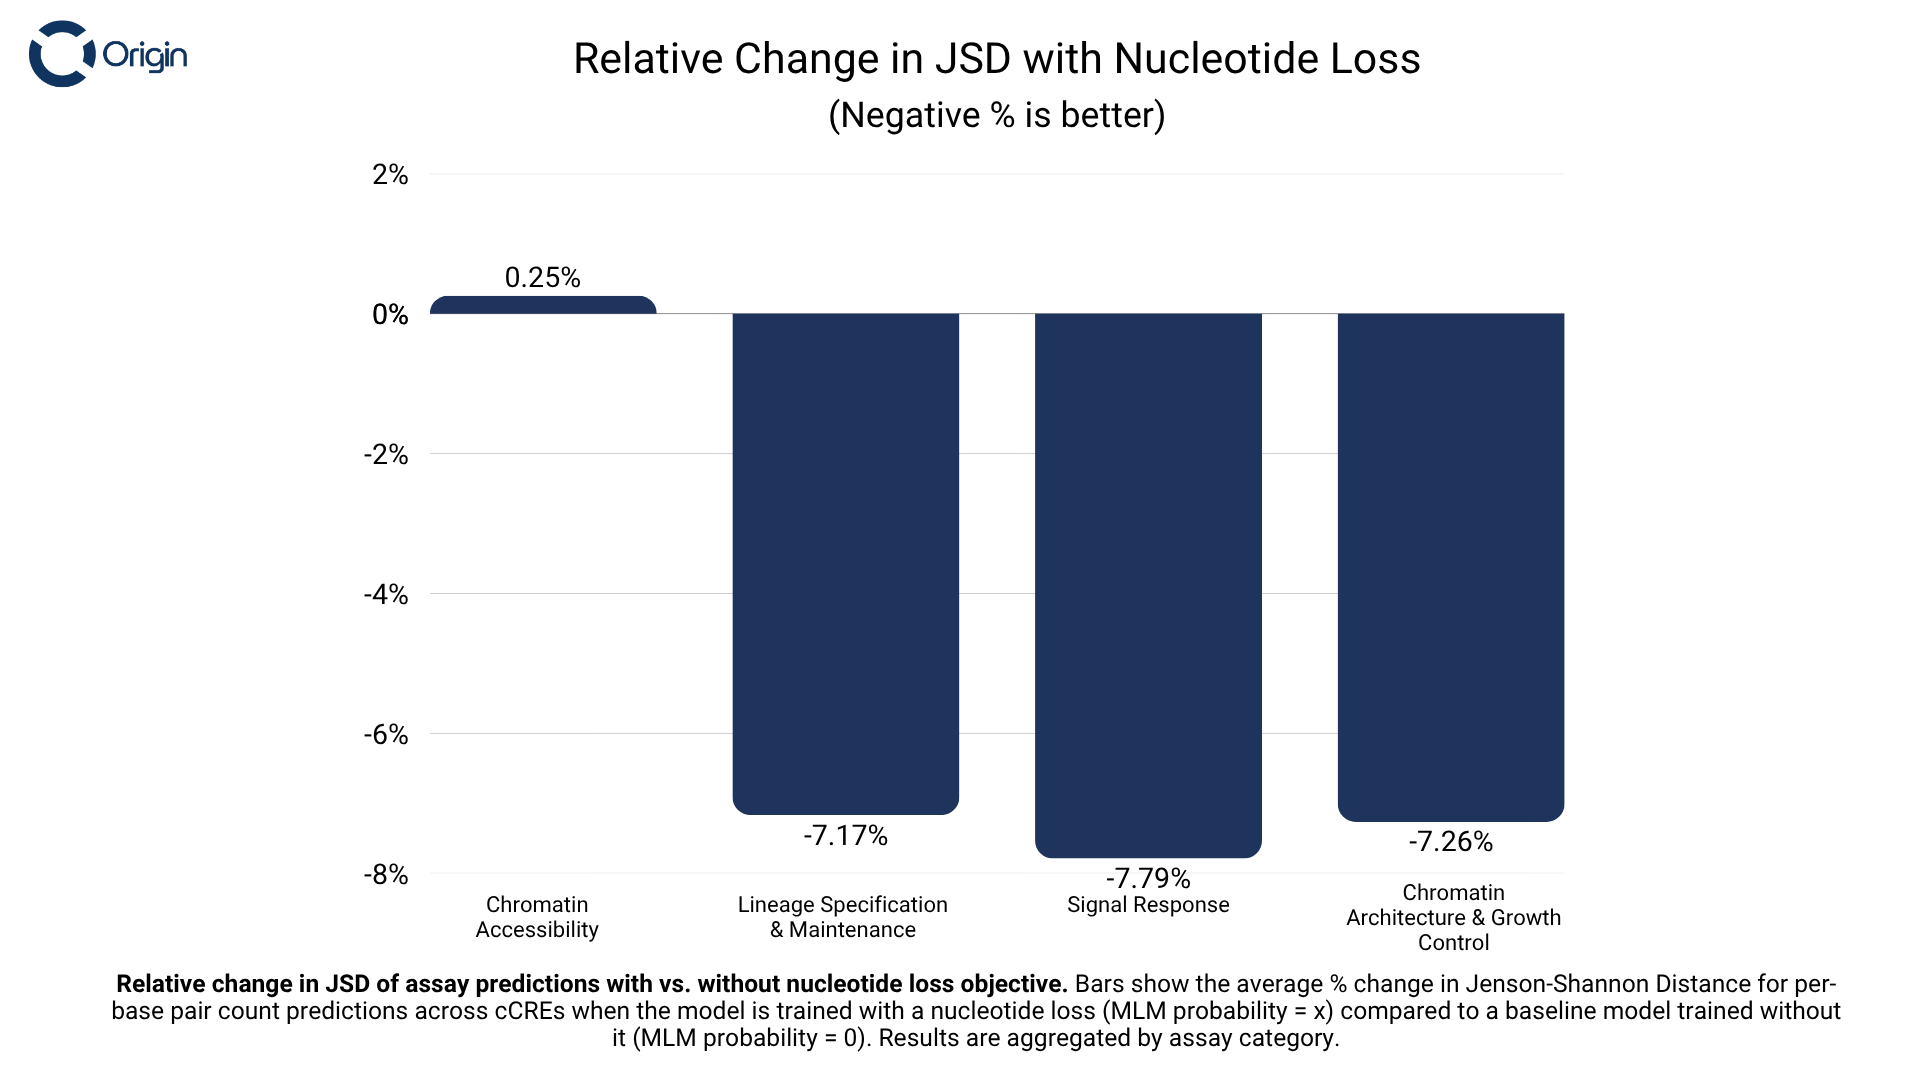 Origin
Relative Change in JSD with Nucleotide Loss
(Negative % is better)
2%
0.25%
0%
-2%
-4%
-6%
-7.17%
-7.26%
-8%
-7.79%
Chromatin
Accessibility
Lineage Specification
& Maintenance
Signal Response
Chromatin
Architecture & Growth
Control
Relative change in JSD of assay predictions with vs. without nucleotide loss objective. Bars show the average % change in Jenson-Shannon Distance for per-
base pair count predictions across cCREs when the model is trained with a nucleotide loss (MLM probability = x) compared to a baseline model trained without
it (MLM probability = 0). Results are aggregated by assay category.